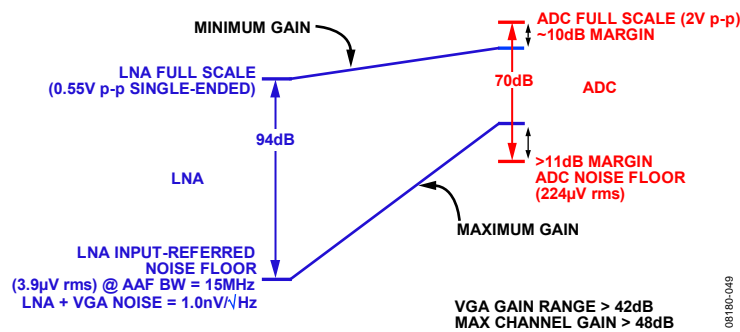 MINIMUM GAIN
ADC FULL SCALE (2V p-p)
~10dB MARGIN
LNA FULL SCALE
(0.55V p-p SINGLE-ENDED)
70dB
ADC
94dB
LNA
>11dB MARGIN
ADC NOISE FLOOR
(224µV rms)
MAXIMUM GAIN
LNA INPUT-REFERRED
NOISE FLOOR
(3.9µV rms) @ AAF BW = 15MHz
LNA + VGA NOISE = 1.0nV/√Hz
VGA GAIN RANGE > 42dB
MAX CHANNEL GAIN > 48dB
08180-049